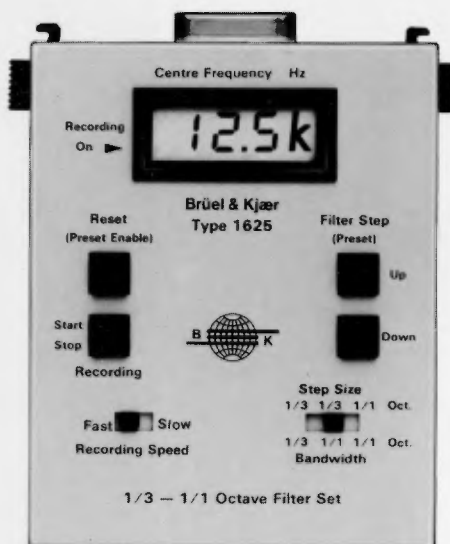 Centre Frequency Hz
Recording
On
12.5k
Brüel & Kjær
Type 1625
Reset
(Preset Enable)
Filter Step
(Preset)
Up
Start
Stop
Recording
B K
Down
Step Size
1/3 1/3 1/1 Oct.
Fast Slow
Recording Speed
1/3 1/1 1/1 Oct.
Bandwidth
1/3 — 1/1 Octave Filter Set